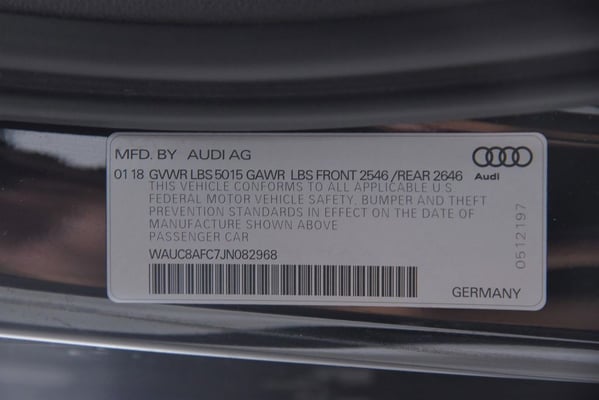 MFD. BY AUDI AG
01 18 GVWR LBS 5015 GAWR LBS FRONT 2546 /REAR 2646
THIS VEHICLE CONFORMS TO ALL APPLICABLE U.S
FEDERAL MOTOR VEHICLE SAFETY, BUMPER AND THEFT
PREVENTION STANDARDS IN EFFECT ON THE DATE OF
MANUFACTURE SHOWN ABOVE
PASSENGER CAR
WAUC8AFC7JN082968
GERMANY
Audi
0512197